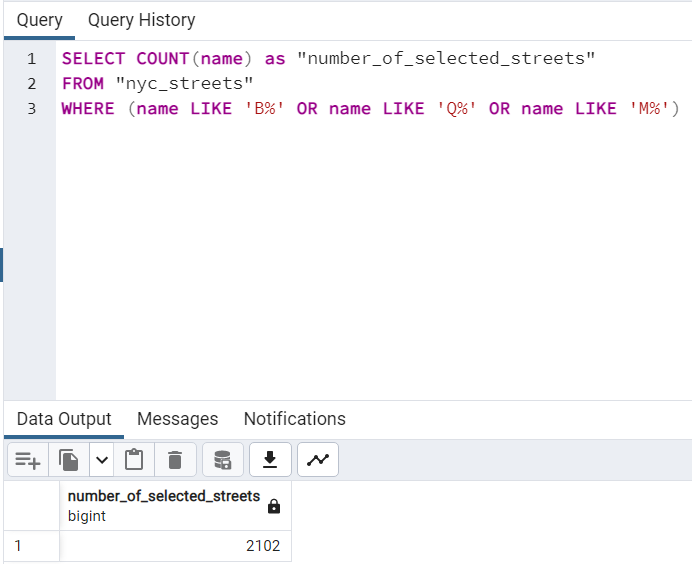 Query Query History
1 SELECT COUNT(name) as "number_of_selected_streets"
2 FROM "nyc_streets"
3 WHERE (name LIKE 'B%' OR name LIKE 'Q%' OR name LIKE 'M%')
Data Output Messages Notifications
number_of_selected_streets
bigint
1 2102